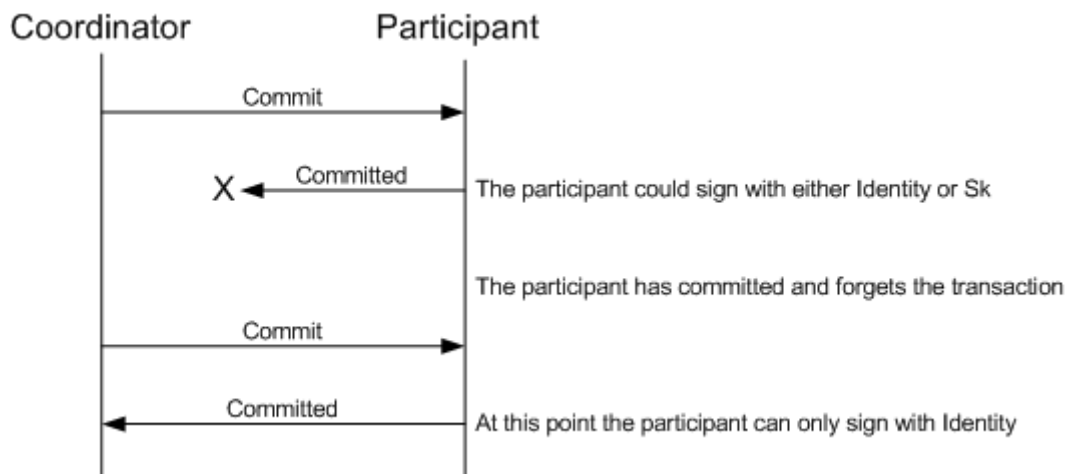 Coordinator
Participant
Commit
X
Committed
The participant could sign with either Identity or Sk
The participant has committed and forgets the transaction
Commit
Committed
At this point the participant can only sign with Identity